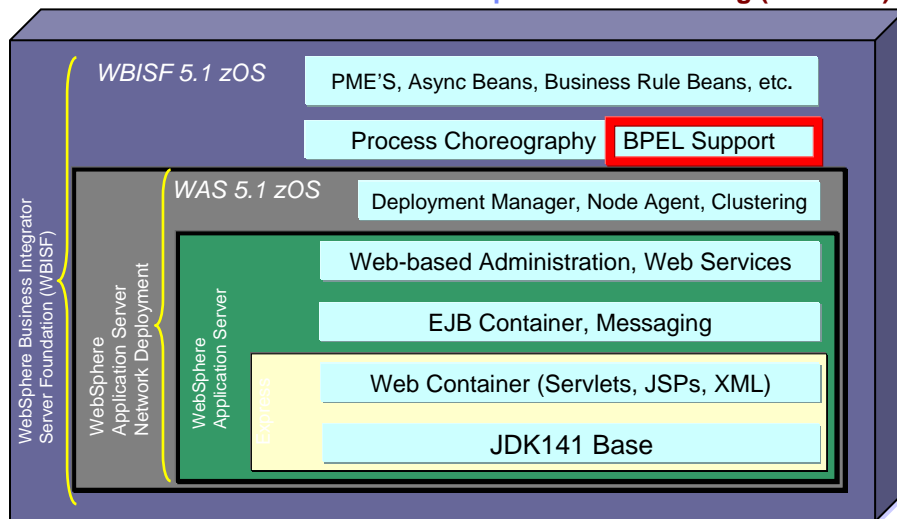 WBISF 5.1 zOS
PME'S, Async Beans, Business Rule Beans, etc.
Process Choreography
BPEL Support
WAS 5.1 zOS
Deployment Manager, Node Agent, Clustering
Web-based Administration, Web Services
EJB Container, Messaging
Web Container (Servlets, JSPs, XML)
JDK141 Base
WebSphere Business Integrator
Server Foundation (WBISF)
WebSphere
Application Server
Network Deployment
WebSphere
Application Server
Express